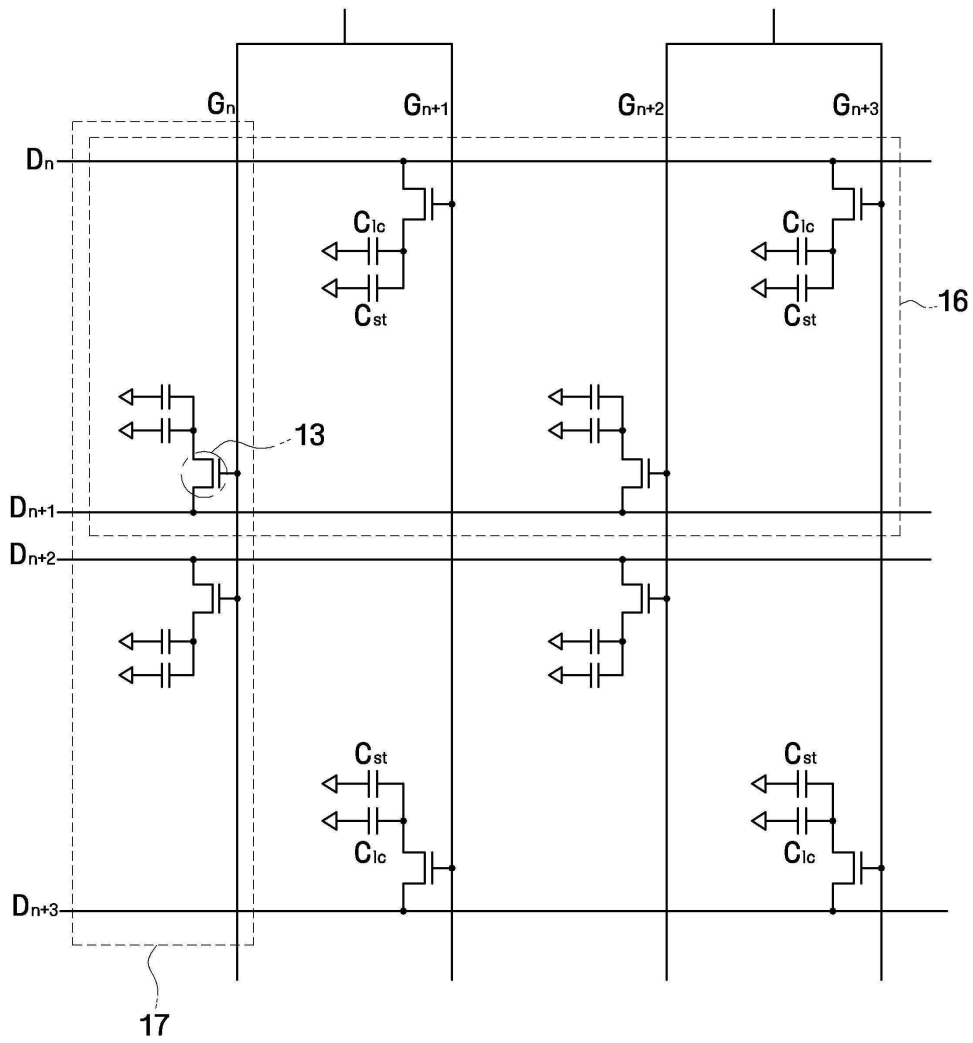 Gn Gn+1 Gn+2 Gn+3
Dn
Clc Clc
16
Cst Cst
13
Dn+1
Dn+2
Cst Cst
Clc Clc
Dn+3
17